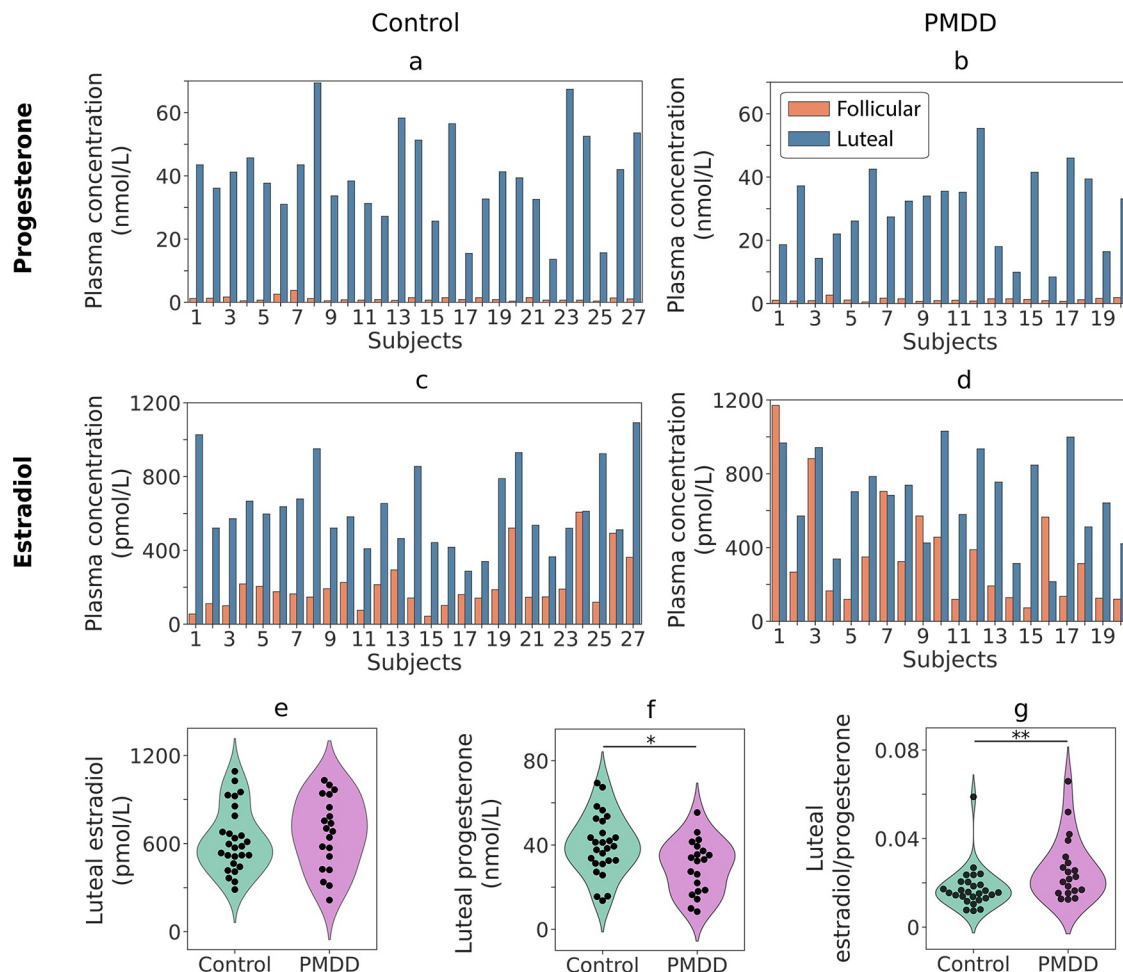 Control
PMDD
Progesterone
a
Plasma concentration
(nmol/L)
60
40
20
0
1 3 5 7 9 11 13 15 17 19 21 23 25 27
Subjects
b
Plasma concentration
(nmol/L)
60
40
20
0
Follicular
Luteal
1 3 5 7 9 11 13 15 17 19
Subjects
Estradiol
c
Plasma concentration
(pmol/L)
1200
800
400
0
1 3 5 7 9 11 13 15 17 19 21 23 25 27
Subjects
d
Plasma concentration
(pmol/L)
1200
800
400
0
1 3 5 7 9 11 13 15 17 19
Subjects
e
Luteal estradiol
(pmol/L)
1200
600
0
Control PMDD
f
Luteal progesterone
(nmol/L)
80
40
0
*
Control PMDD
g
Luteal
estradiol/progesterone
0.08
0.04
0
**
Control PMDD